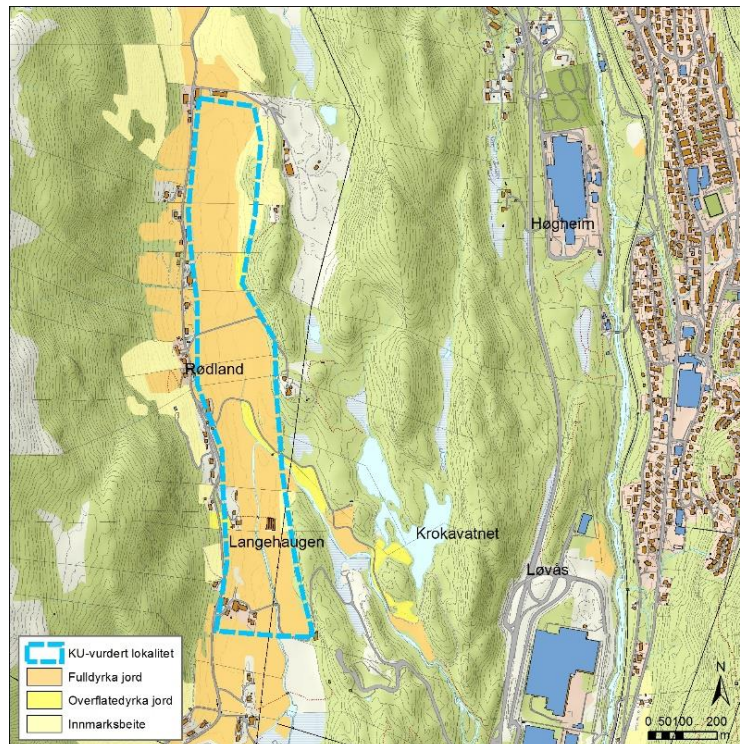 Høgheim
Rødland
Krokavatnet
Langehaugen
Løvås
KU-vurdert lokalitet
Fulldyrka jord
Overflatedyrka jord
Innmarksbeite
N
0 50100 200
m